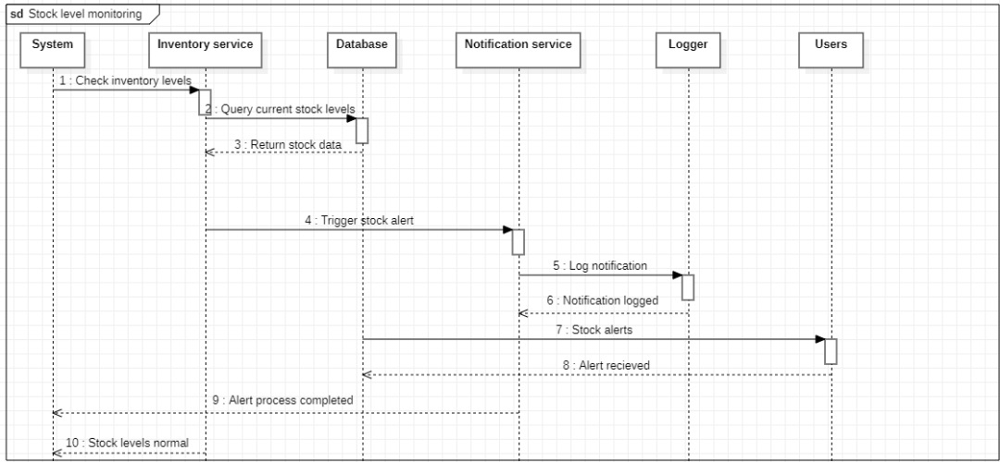 sd Stock level monitoring
System
Inventory service
Database
Notification service
Logger
Users
1 : Check inventory levels
2 : Query current stock levels
3 : Return stock data
4 : Trigger stock alert
5 : Log notification
6 : Notification logged
7 : Stock alerts
8 : Alert recieved
9 : Alert process completed
10 : Stock levels normal